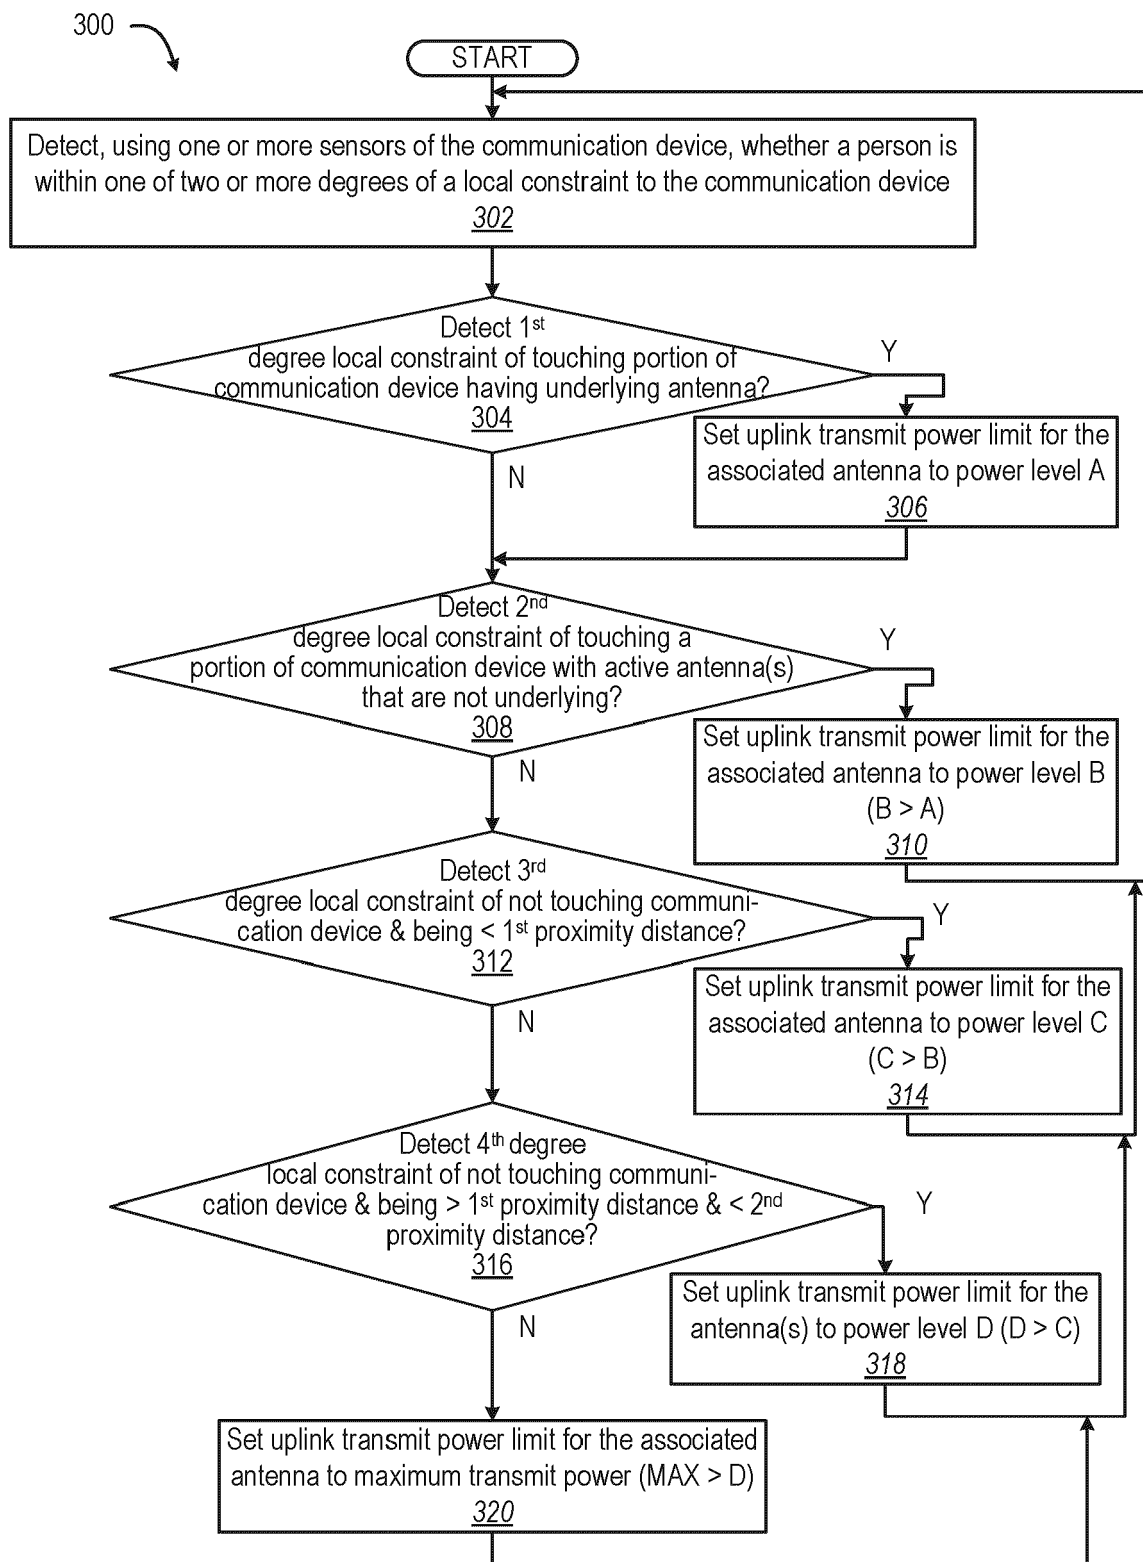 300
START
Detect, using one or more sensors of the communication device, whether a person is
within one of two or more degrees of a local constraint to the communication device
302
Detect 1st
degree local constraint of touching portion of
communication device having underlying antenna?
304
Y
N
Set uplink transmit power limit for the
associated antenna to power level A
306
Detect 2nd
degree local constraint of touching a
portion of communication device with active antenna(s)
that are not underlying?
308
Y
N
Set uplink transmit power limit for the
associated antenna to power level B
(B > A)
310
Detect 3rd
degree local constraint of not touching communi-
cation device & being < 1st proximity distance?
312
Y
N
Set uplink transmit power limit for the
associated antenna to power level C
(C > B)
314
Detect 4th degree
local constraint of not touching communi-
cation device & being > 1st proximity distance & < 2nd
proximity distance?
316
Y
N
Set uplink transmit power limit for the
antenna(s) to power level D (D > C)
318
Set uplink transmit power limit for the associated
antenna to maximum transmit power (MAX > D)
320